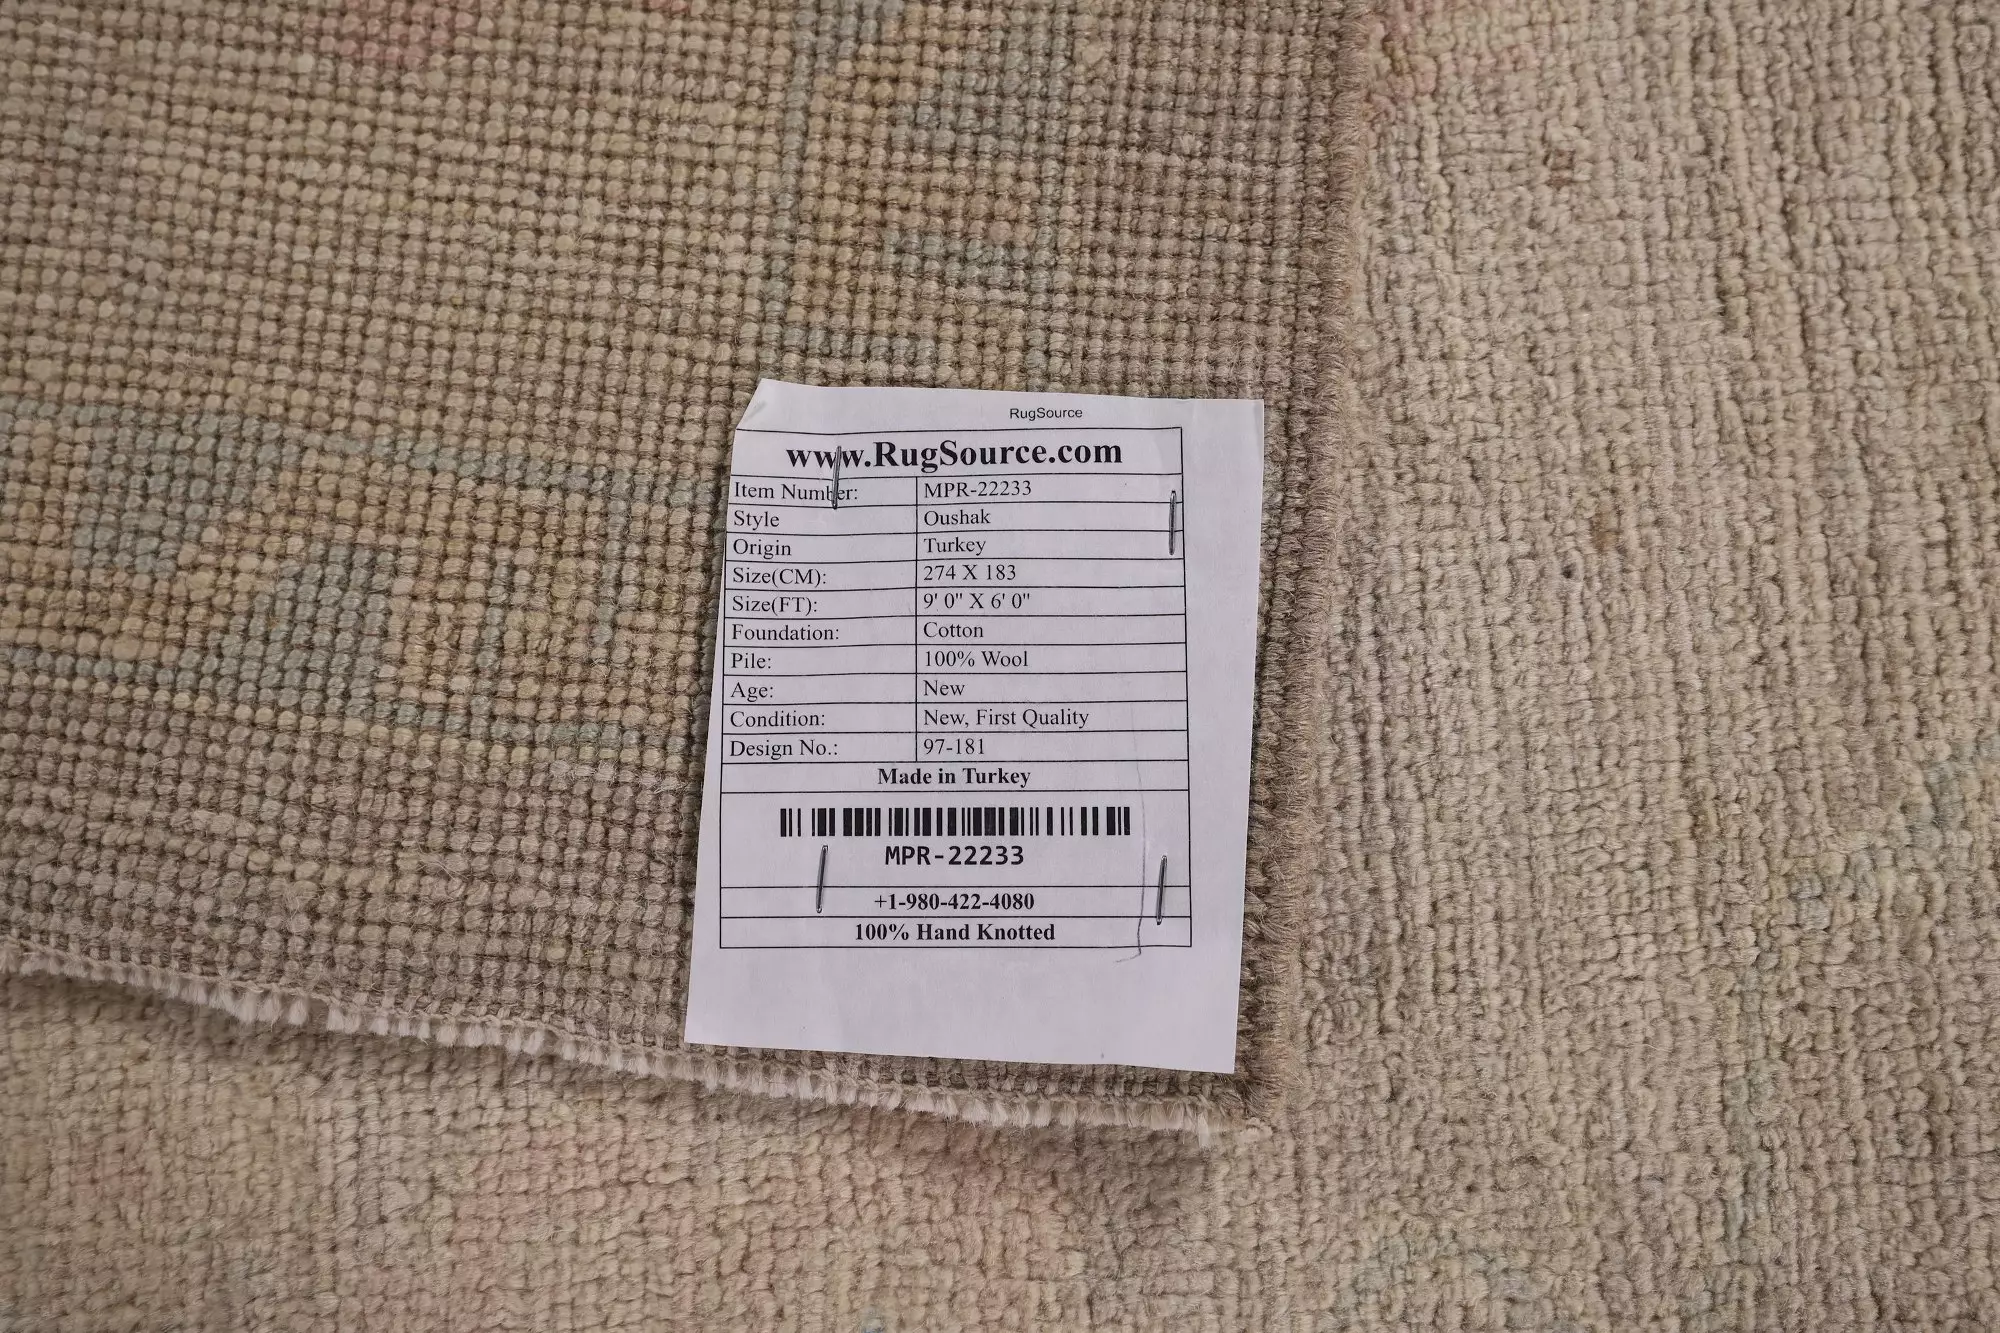 RugSource
www.RugSource.com
Item Number: MPR-22233
Style Oushak
Origin Turkey
Size(CM): 274 X 183
Size(FT): 9' 0" X 6' 0"
Foundation: Cotton
Pile: 100% Wool
Age: New
Condition: New, First Quality
Design No.: 97-181
Made in Turkey
MPR-22233
+1-980-422-4080
100% Hand Knotted